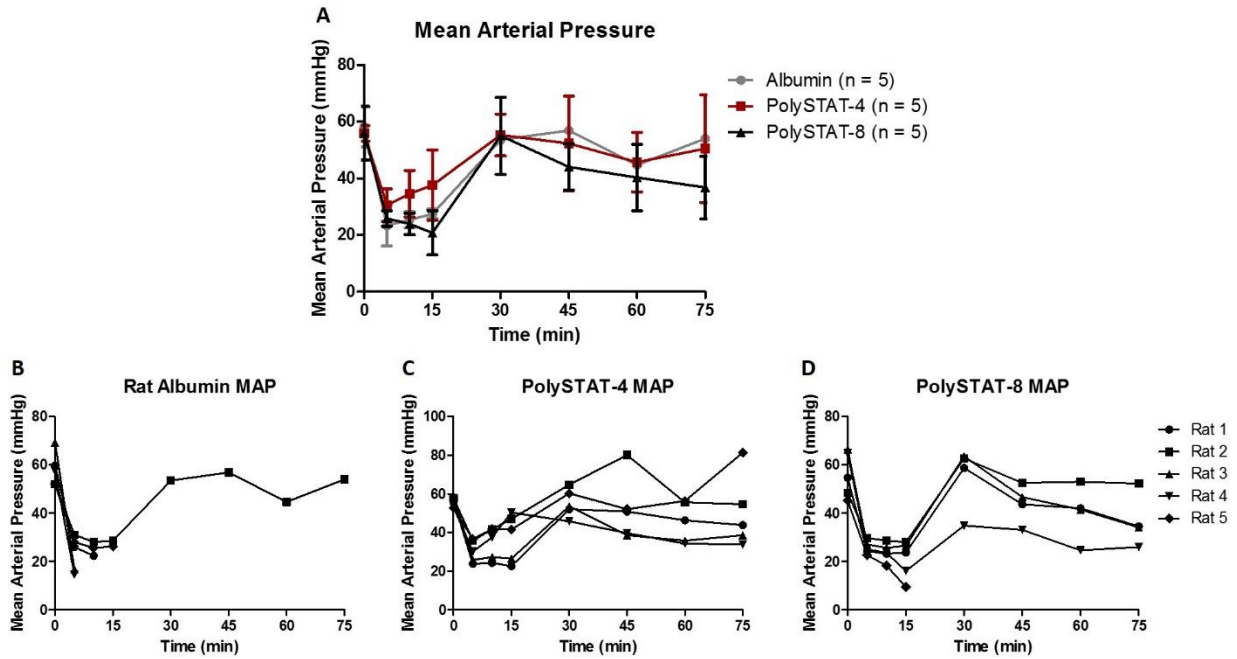 A
Mean Arterial Pressure
Mean Arterial Pressure (mmHg)
80
60
40
20
0
0 15 30 45 60 75
Time (min)
Albumin (n = 5)
PolySTAT-4 (n = 5)
PolySTAT-8 (n = 5)
B
Rat Albumin MAP
Mean Arterial Pressure (mmHg)
80
60
40
20
0
0 15 30 45 60 75
Time (min)
C
PolySTAT-4 MAP
Mean Arterial Pressure (mmHg)
100
80
60
40
20
0
0 15 30 45 60 75
Time (min)
D
PolySTAT-8 MAP
Mean Arterial Pressure (mmHg)
80
60
40
20
0
0 15 30 45 60 75
Time (min)
Rat 1
Rat 2
Rat 3
Rat 4
Rat 5